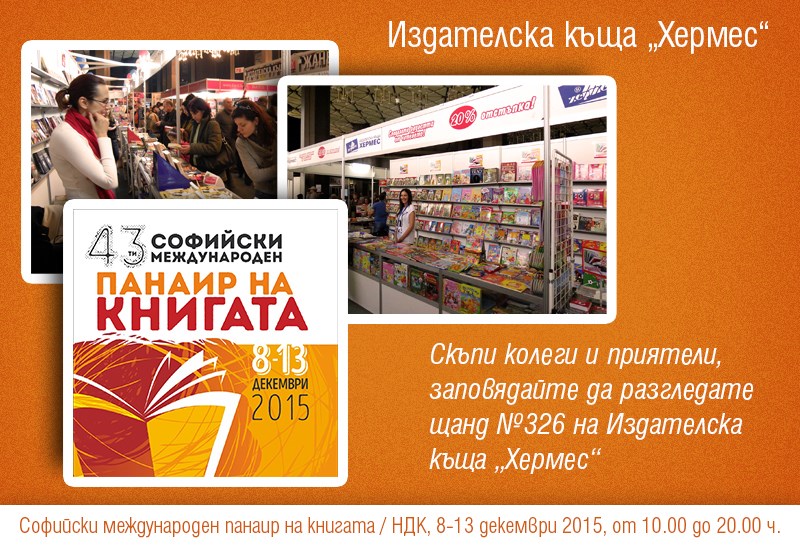 Издателска къща „Хермес“
ЖАНЕ
20% отстъпка!
ХЕРМЕС
43ти СОФИЙСКИ
МЕЖДУНАРОДЕН
ПАНАИР НА
КНИГАТА
8-13
ДЕКЕМВРИ
2015
Скъпи колеги и приятели,
заповядайте да разгледате
щанд №326 на Издателска
къща „Хермес“
Софийски международен панаир на книгата / НДК, 8-13 декември 2015, от 10.00 до 20.00 ч.